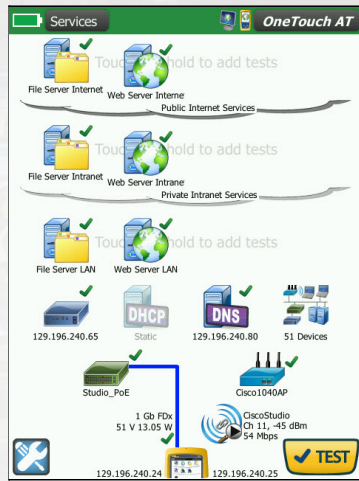 Services
OneTouch AT
Touch hold to add tests
File Server Internet
Web Server Interne
Public Internet Services
Touch hold to add tests
File Server Intranet
Web Server Intrane
Private Intranet Services
Touch hold to add tests
File Server LAN
Web Server LAN
DHCP
DNS
129.196.240.65
Static
129.196.240.80
51 Devices
Studio_PoE
Cisco1040AP
1 Gb FDx
51 V 13.05 W
CiscoStudio
Ch 11, -45 dBm
54 Mbps
TEST
129.196.240.24
129.196.240.25